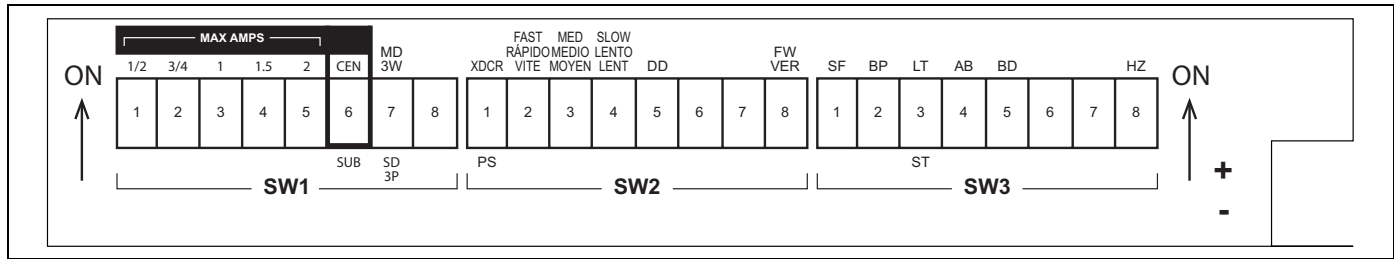 MAX AMPS
FAST MED SLOW
MD RÁPIDO MEDIO LENTO FW
ON 1/2 3/4 1 1.5 2 CEN 3W XDCR VITE MOYEN LENT DD VER SF BP LT AB BD HZ ON
1 2 3 4 5 6 7 8 1 2 3 4 5 6 7 8 1 2 3 4 5 6 7 8
SUB SD PS ST
3P
SW1 SW2 SW3
+
-